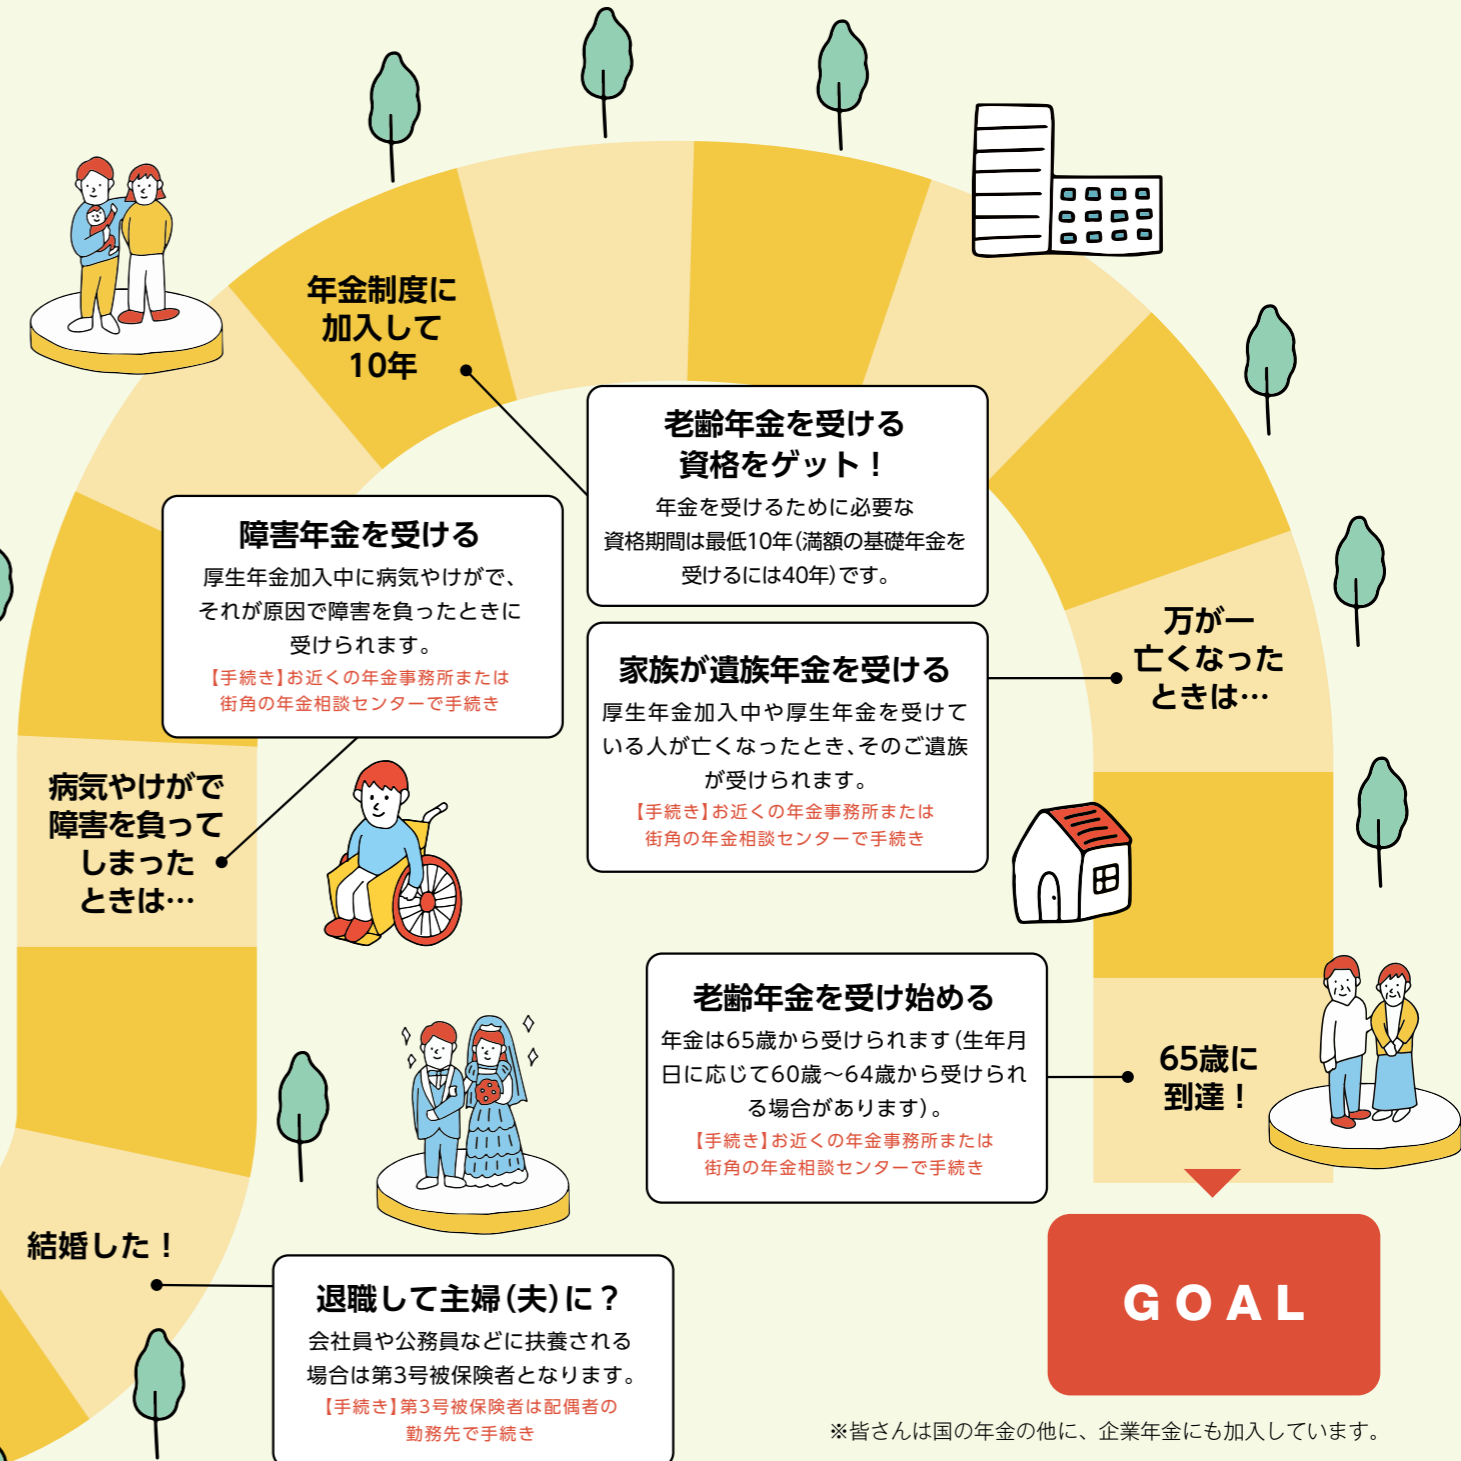 年金制度に
加入して
10年
老齢年金を受ける
資格をゲット！
年金を受けるために必要な
資格期間は最低10年（満額の基礎年金を
受けるには40年）です。
障害年金を受ける
厚生年金加入中に病気やけがで、
それが原因で障害を負ったときに
受けられます。
【手続き】お近くの年金事務所または
街角の年金相談センターで手続き
万が一
亡くなった
ときは…
家族が遺族年金を受ける
厚生年金加入中や厚生年金を受けて
いる人が亡くなったとき、そのご遺族
が受けられます。
【手続き】お近くの年金事務所または
街角の年金相談センターで手続き
病気やけがで
障害を負って
しまった
ときは…
老齢年金を受け始める
年金は65歳から受けられます（生年月
日に応じて60歳～64歳から受けられ
る場合があります）。
【手続き】お近くの年金事務所または
街角の年金相談センターで手続き
65歳に
到達！
結婚した！
退職して主婦（夫）に？
会社員や公務員などに扶養される
場合は第3号被保険者となります。
【手続き】第3号被保険者は配偶者の
勤務先で手続き
GOAL
※皆さんは国の年金の他に、企業年金にも加入しています。